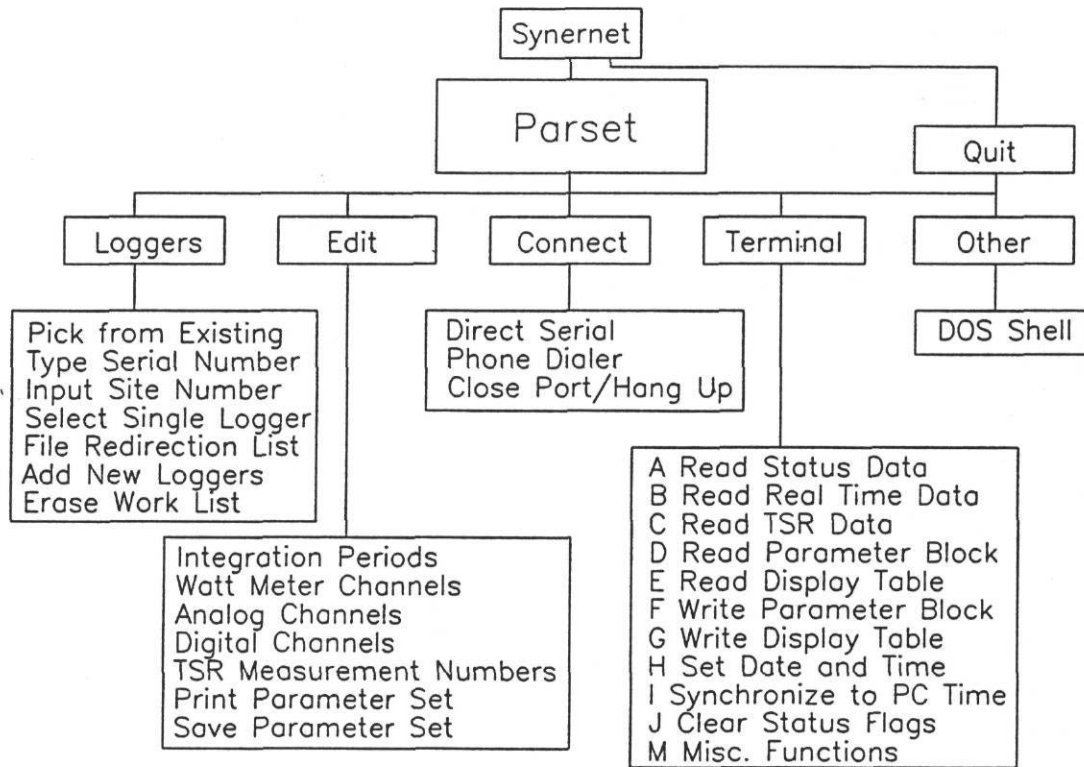 Synernet
Parset
Quit
Loggers
Edit
Connect
Terminal
Other
Pick from Existing
Type Serial Number
Input Site Number
Select Single Logger
File Redirection List
Add New Loggers
Erase Work List
Integration Periods
Watt Meter Channels
Analog Channels
Digital Channels
TSR Measurement Numbers
Print Parameter Set
Save Parameter Set
Direct Serial
Phone Dialer
Close Port/Hang Up
A Read Status Data
B Read Real Time Data
C Read TSR Data
D Read Parameter Block
E Read Display Table
F Write Parameter Block
G Write Display Table
H Set Date and Time
I Synchronize to PC Time
J Clear Status Flags
M Misc. Functions
DOS Shell